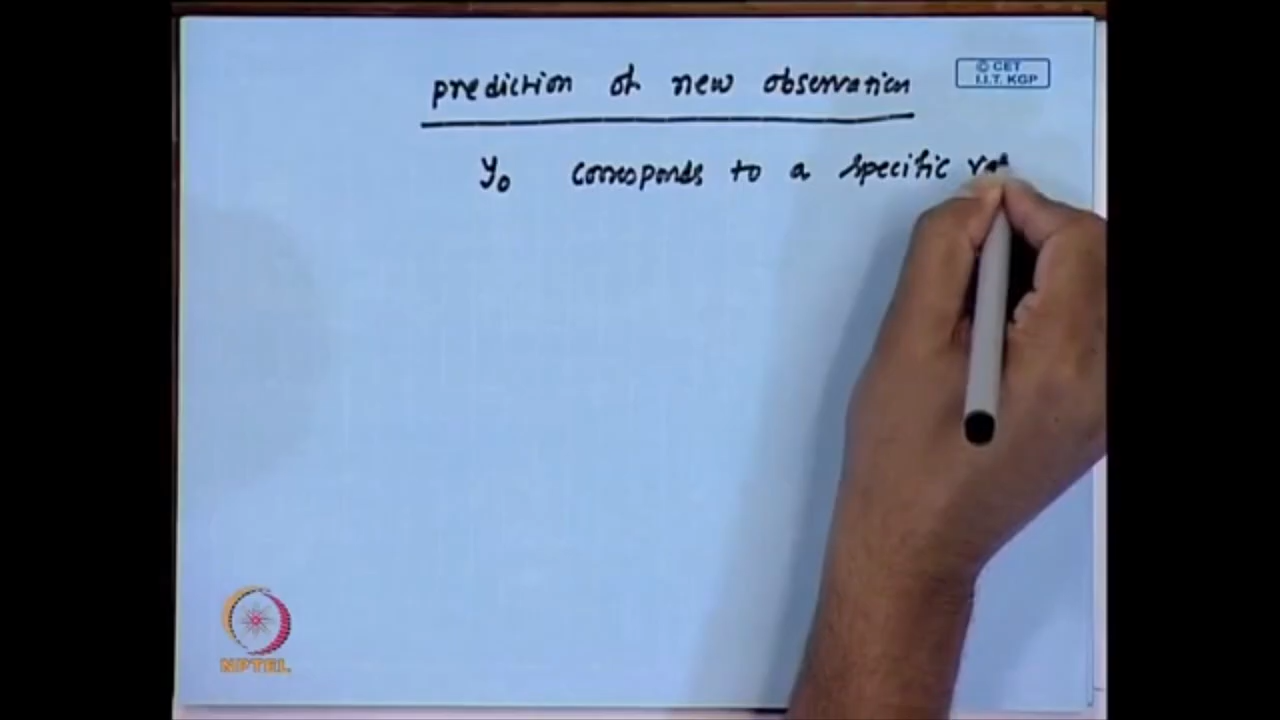 prediction of new observation
© CET
I.I.T. KGP
y₀ corresponds to a specific
NPTEL